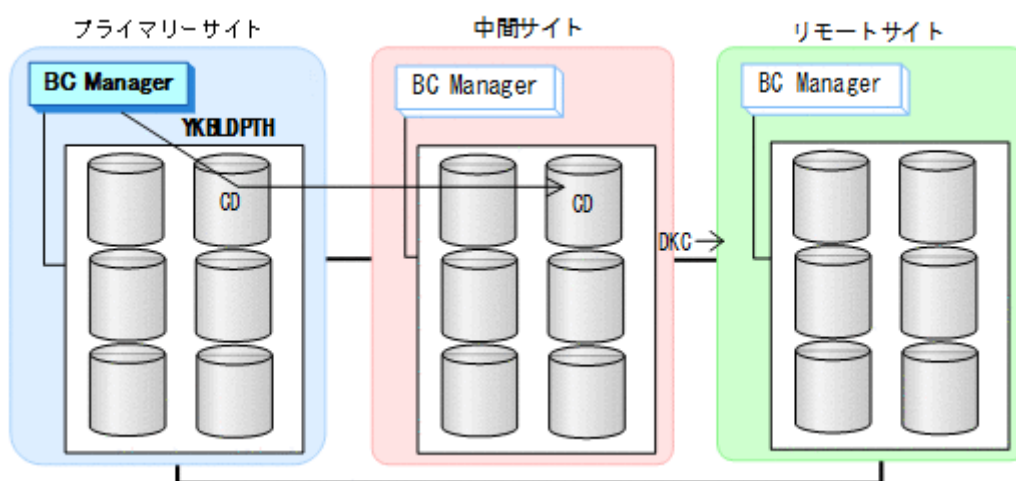 プライマリーサイト
中間サイト
リモートサイト
BC Manager
BC Manager
BC Manager
YKBLDPTH
CD
CD
DKC